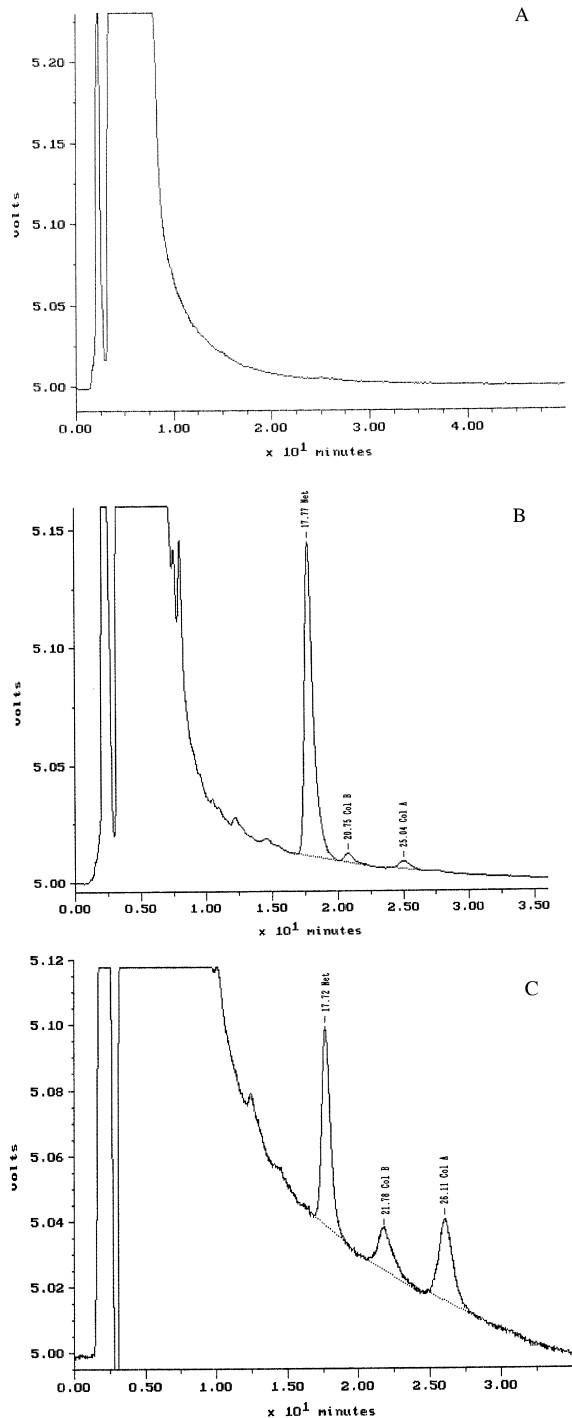 A
5.20
5.15
5.10
5.05
5.00
volts
0.00 1.00 2.00 3.00 4.00
x 10¹ minutes
B
5.15
5.10
5.05
5.00
volts
17.77 Net
20.75 Col B
25.04 Col A
0.00 0.50 1.00 1.50 2.00 2.50 3.00 3.50
x 10¹ minutes
C
5.12
5.10
5.08
5.06
5.04
5.02
5.00
volts
17.72 Net
21.78 Col B
26.11 Col A
0.00 0.50 1.00 1.50 2.00 2.50 3.00
x 10¹ minutes